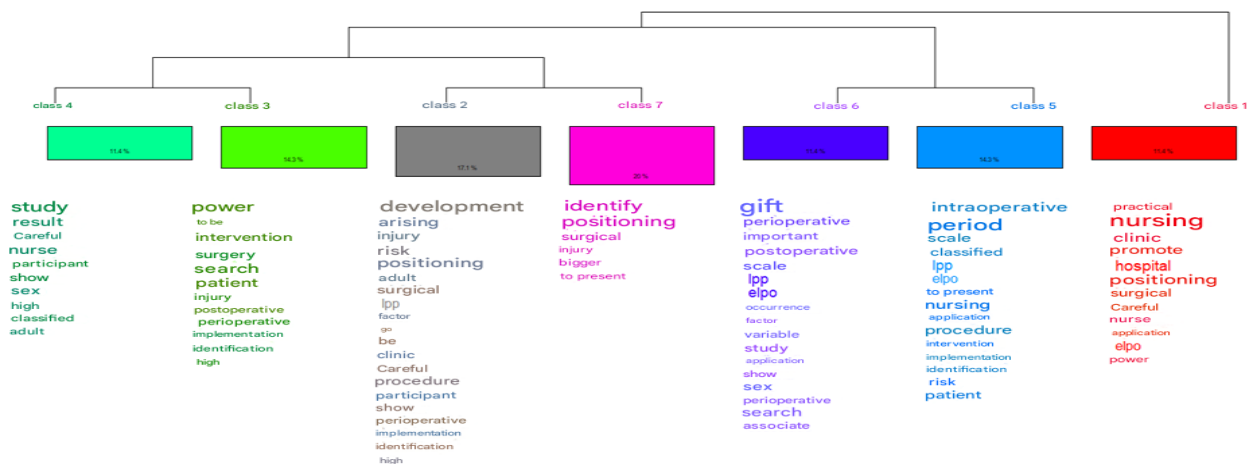 class 4
class 3
class 2
class 7
class 6
class 5
class 1
11.4 %
14.3 %
17.1 %
20 %
11.4 %
14.3 %
11.4 %
study
result
Careful
nurse
participant
show
sex
high
classified
adult
power
to be
intervention
surgery
search
patient
injury
postoperative
perioperative
implementation
identification
high
development
arising
injury
risk
positioning
adult
surgical
lpp
factor
go
be
clinic
Careful
procedure
participant
show
perioperative
implementation
identification
high
identify
positioning
surgical
injury
bigger
to present
gift
perioperative
important
postoperative
scale
lpp
elpo
occurrence
factor
variable
study
application
show
sex
perioperative
search
associate
intraoperative
period
scale
classified
lpp
elpo
to present
nursing
application
procedure
intervention
implementation
identification
risk
patient
practical
nursing
clinic
promote
hospital
positioning
surgical
Careful
nurse
application
elpo
power